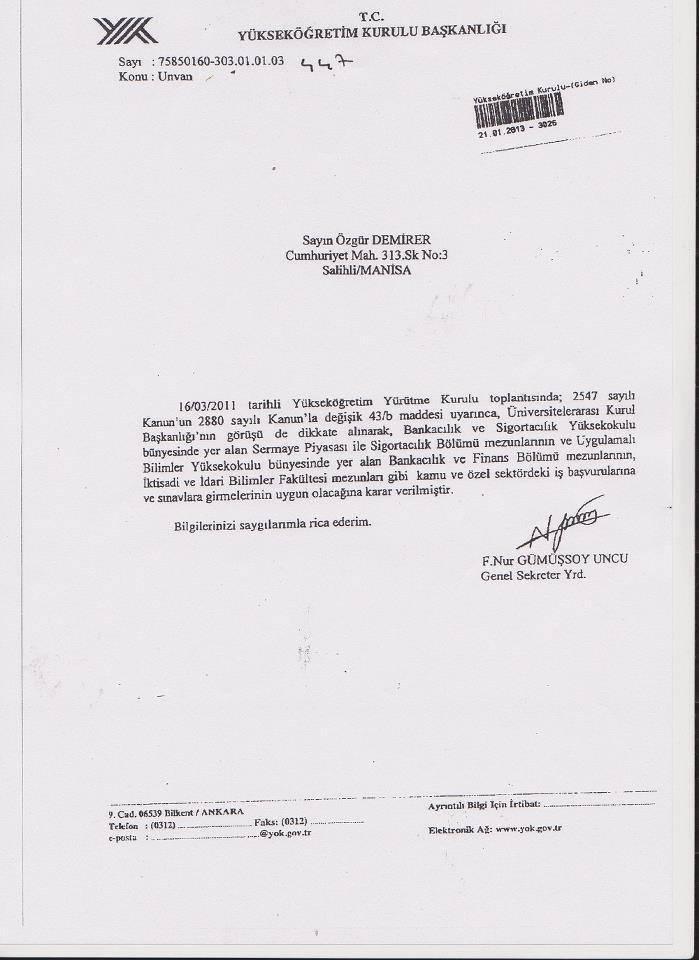 T.C.
YÜKSEKÖĞRETİM KURULU BAŞKANLIĞI
Sayı : 75850160-303.01.01.03 447
Konu : Unvan
Yükseköğretim Kurulu-(Giden No)
21.01.2013 - 3026
Sayın Özgür DEMİRER
Cumhuriyet Mah. 313.Sk No:3
Salihli/MANİSA
16/03/2011 tarihli Yükseköğretim Yürütme Kurulu toplantısında; 2547 sayılı
Kanun'un 2880 sayılı Kanun'la değişik 43/b maddesi uyarınca, Üniversitelerarası Kurul
Başkanlığı'nın görüşü de dikkate alınarak, Bankacılık ve Sigortacılık Yüksekokulu
bünyesinde yer alan Sermaye Piyasası ile Sigortacılık Bölümü mezunlarının ve Uygulamalı
Bilimler Yüksekokulu bünyesinde yer alan Bankacılık ve Finans Bölümü mezunlarının,
İktisadi ve Idari Bilimler Fakültesi mezunları gibi kamu ve özel sektördeki iş başvurularına
ve sınavlara girmelerinin uygun olacağına karar verilmiştir.
Bilgilerinizi saygılarımla rica ederim.
F.Nur GÜMÜŞSOY UNCU
Genel Sekreter Yrd.
9. Cad. 06539 Bilkent / ANKARA
Telefon : (0312) Faks: (0312)
e-posta : @yok.gov.tr
Ayrıntılı Bilgi İçin İrtibat:
Elektronik Ağ: www.yok.gov.tr